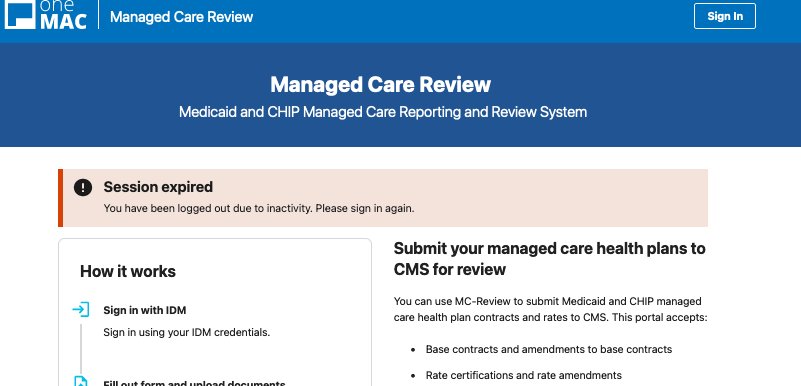 one
MAC
Managed Care Review
Sign In
Managed Care Review
Medicaid and CHIP Managed Care Reporting and Review System
Session expired
You have been logged out due to inactivity. Please sign in again.
How it works
Sign in with IDM
Sign in using your IDM credentials.
Fill out form and upload documents
Submit your managed care health plans to
CMS for review
You can use MC-Review to submit Medicaid and CHIP managed
care health plan contracts and rates to CMS. This portal accepts:
• Base contracts and amendments to base contracts
• Rate certifications and rate amendments